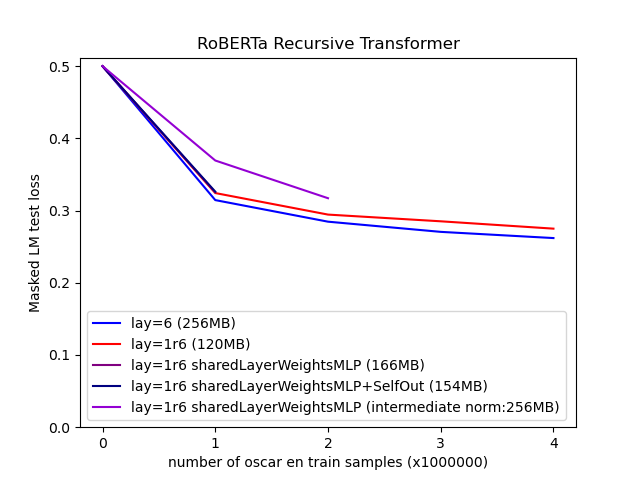 RoBERTa Recursive Transformer
0.5
0.4
0.3
0.2
0.1
0.0
Masked LM test loss
lay=6 (256MB)
lay=1r6 (120MB)
lay=1r6 sharedLayerWeightsMLP (166MB)
lay=1r6 sharedLayerWeightsMLP+SelfOut (154MB)
lay=1r6 sharedLayerWeightsMLP (intermediate norm:256MB)
0 1 2 3 4
number of oscar en train samples (x1000000)